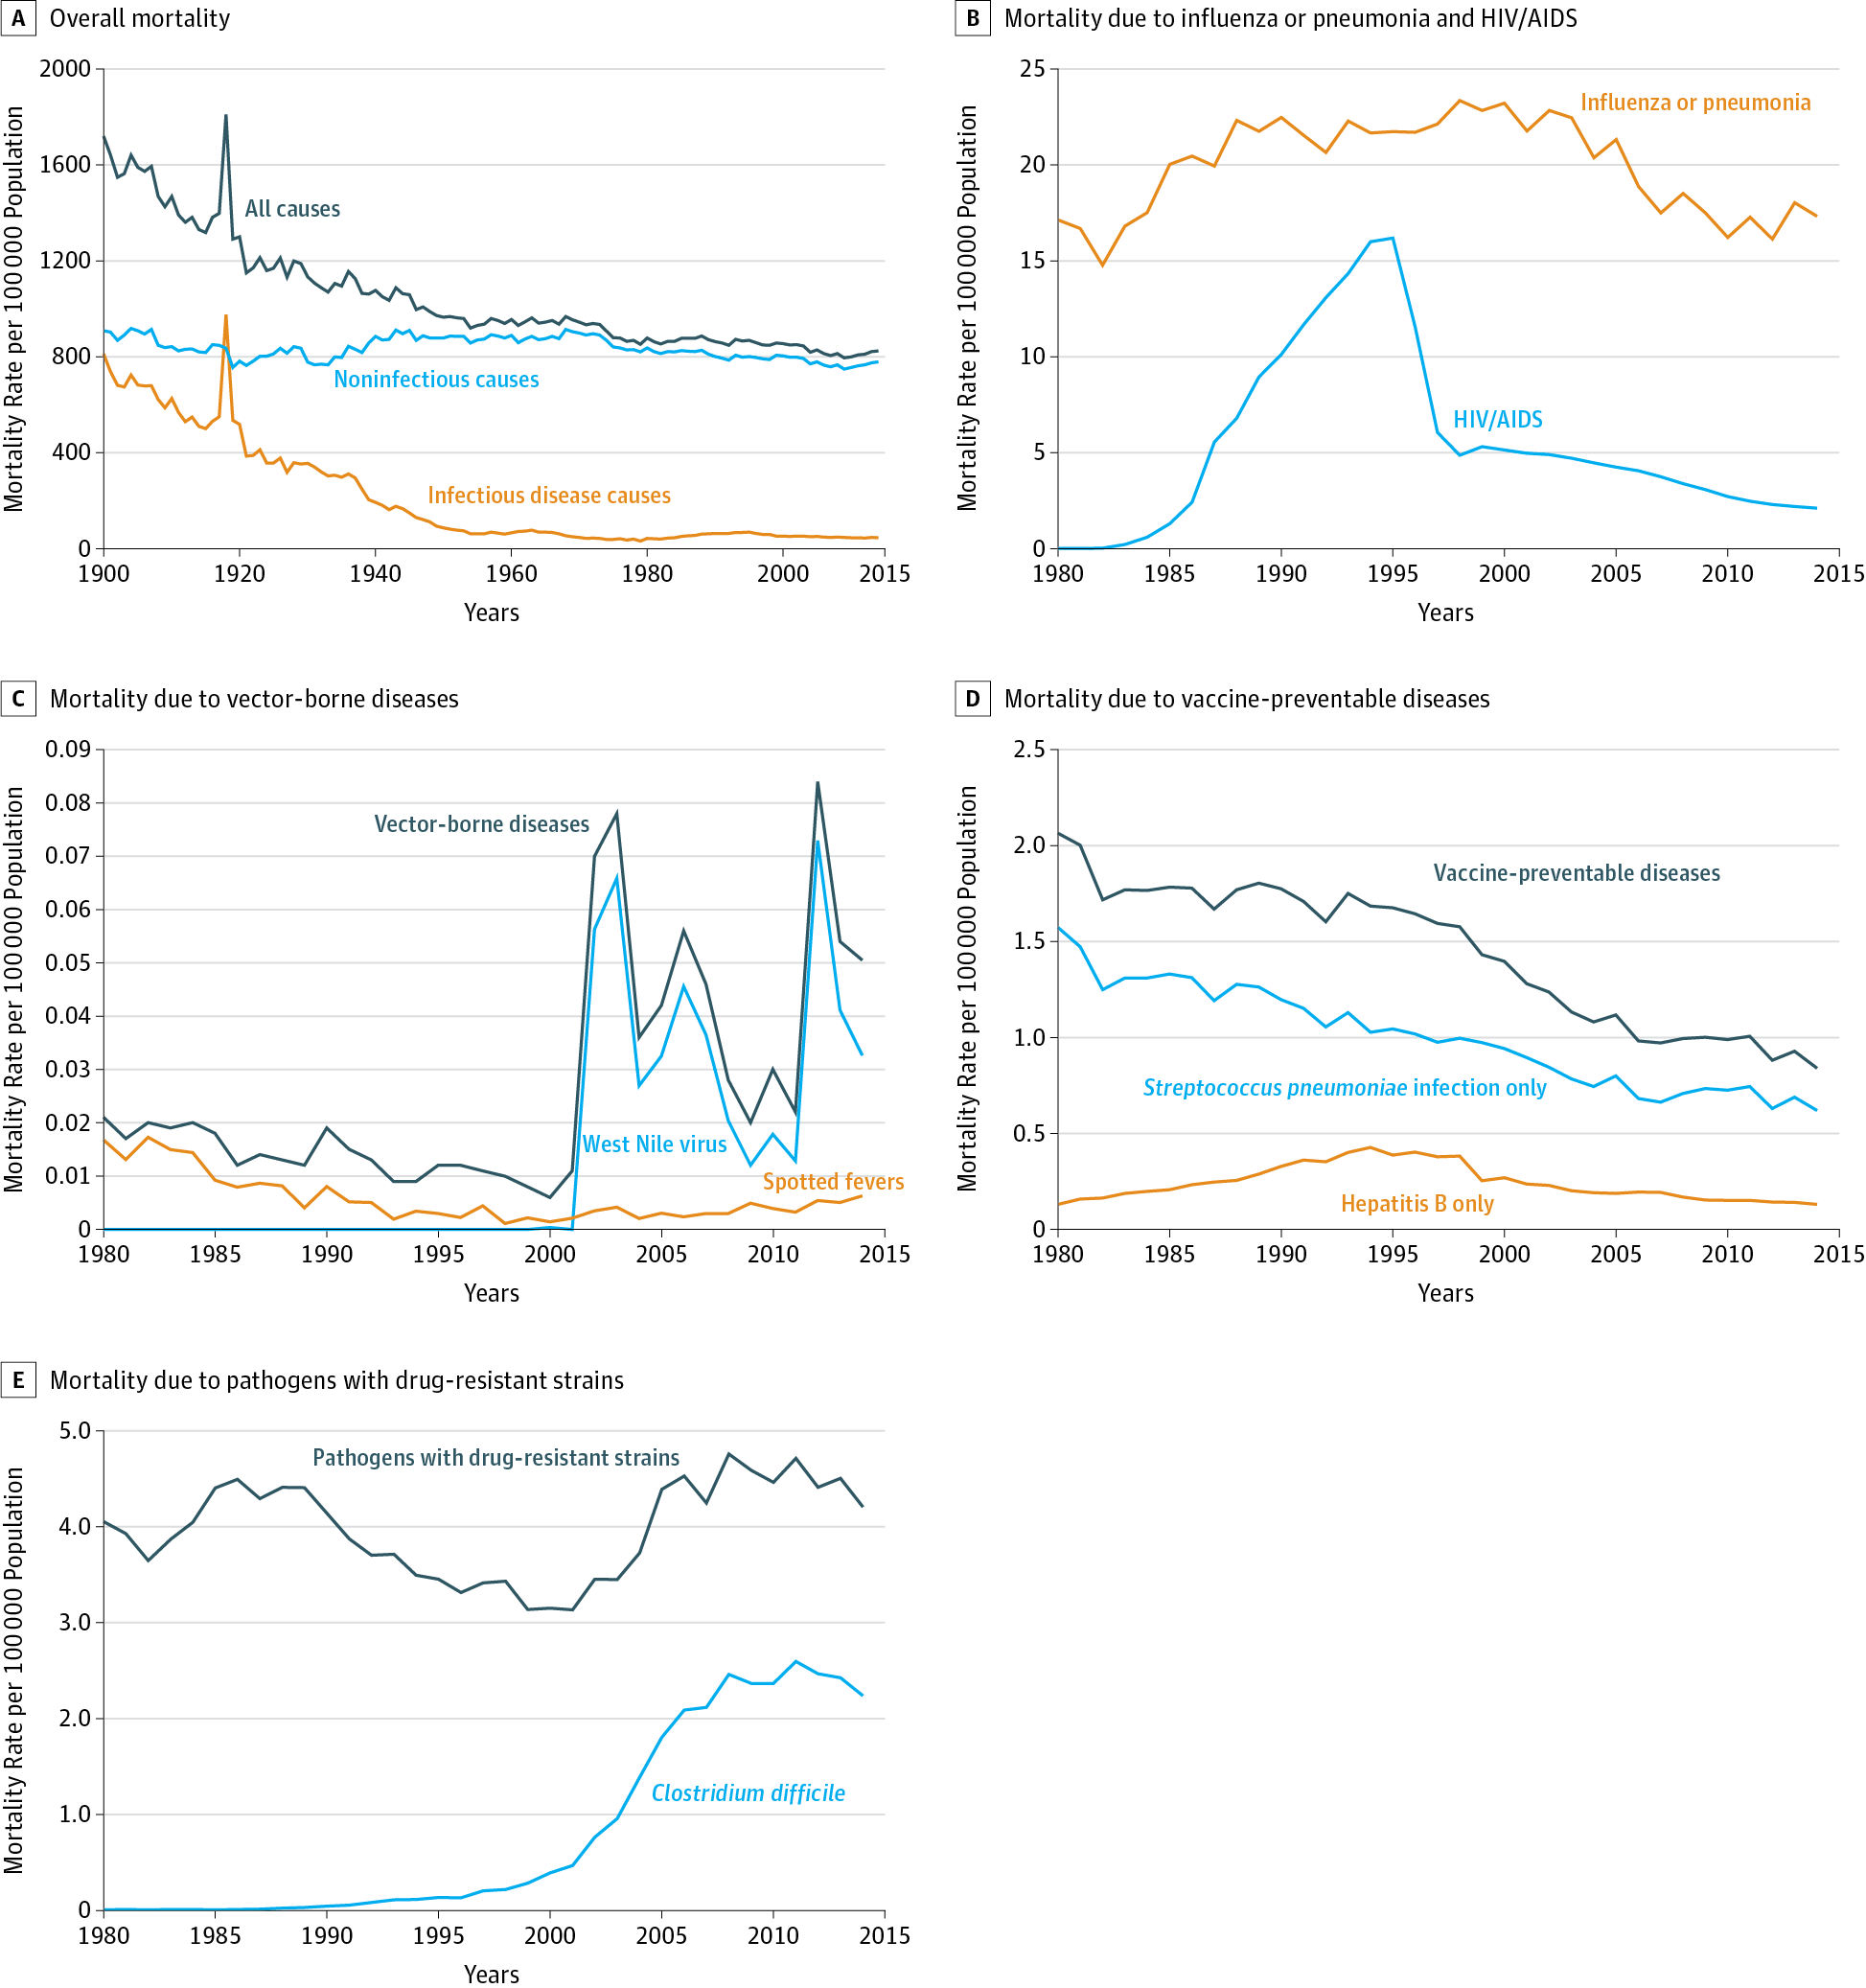 A Overall mortality
Mortality Rate per 100 000 Population
2000
1600
1200
800
400
0
All causes
Noninfectious causes
Infectious disease causes
1900 1920 1940 1960 1980 2000 2015
Years
B Mortality due to influenza or pneumonia and HIV/AIDS
Mortality Rate per 100 000 Population
25
20
15
10
5
0
Influenza or pneumonia
HIV/AIDS
1980 1985 1990 1995 2000 2005 2010 2015
Years
C Mortality due to vector-borne diseases
Mortality Rate per 100 000 Population
0.09
0.08
0.07
0.06
0.05
0.04
0.03
0.02
0.01
0
Vector-borne diseases
West Nile virus
Spotted fevers
1980 1985 1990 1995 2000 2005 2010 2015
Years
D Mortality due to vaccine-preventable diseases
Mortality Rate per 100 000 Population
2.5
2.0
1.5
1.0
0.5
0
Vaccine-preventable diseases
Streptococcus pneumoniae infection only
Hepatitis B only
1980 1985 1990 1995 2000 2005 2010 2015
Years
E Mortality due to pathogens with drug-resistant strains
Mortality Rate per 100 000 Population
5.0
4.0
3.0
2.0
1.0
0
Pathogens with drug-resistant strains
Clostridium difficile
1980 1985 1990 1995 2000 2005 2010 2015
Years